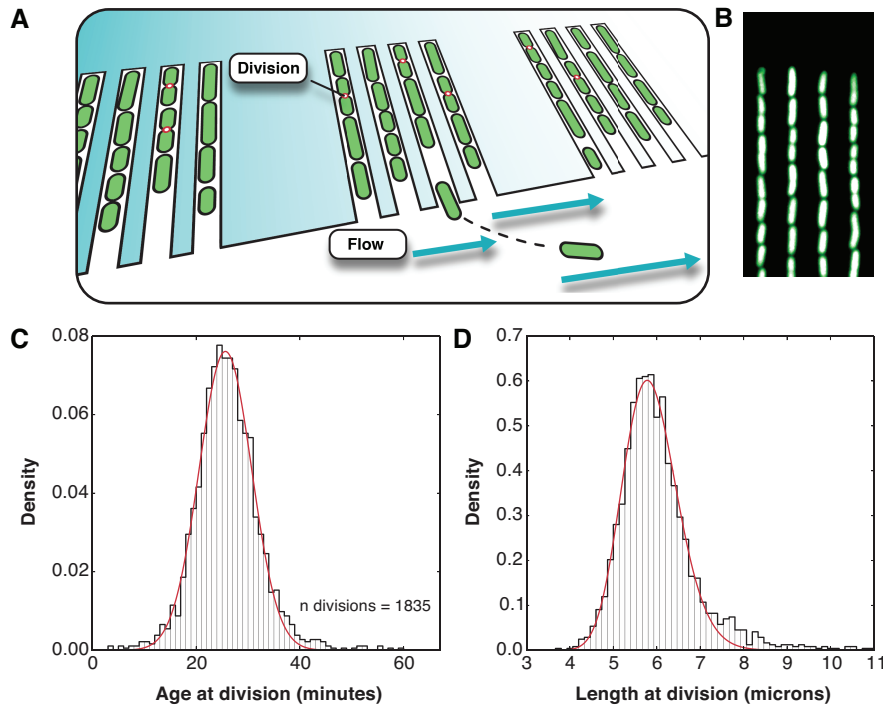 A
Division
Flow
B
C
0.08
0.06
0.04
0.02
0.00
Density
n divisions = 1835
0 20 40 60
Age at division (minutes)
D
0.7
0.6
0.5
0.4
0.3
0.2
0.1
0.0
Density
3 4 5 6 7 8 9 10 11
Length at division (microns)